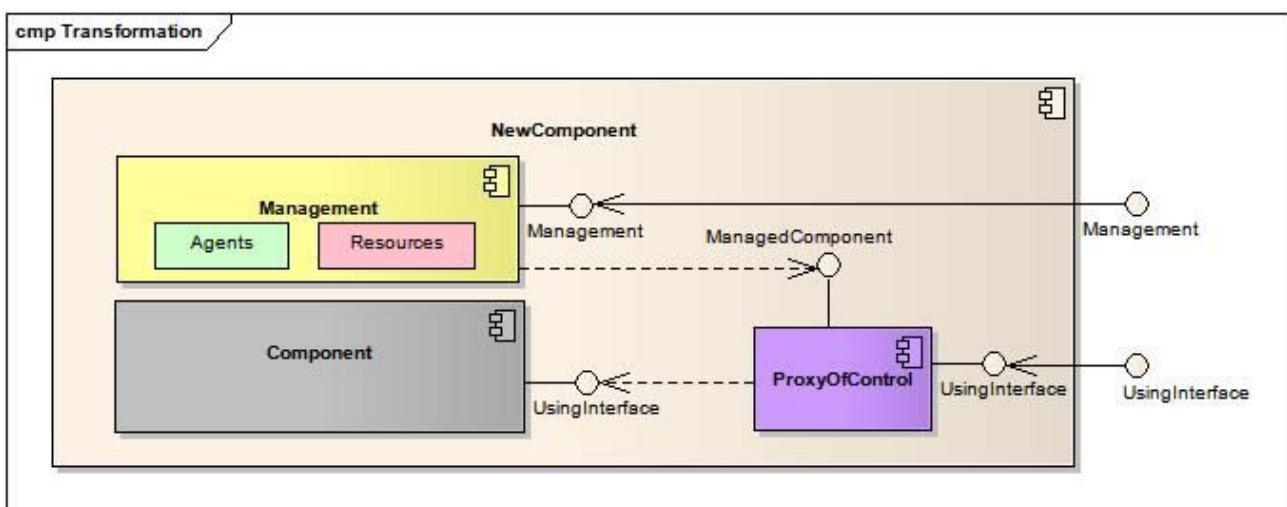 cmp Transformation
NewComponent
Management
Agents
Resources
Management
ManagedComponent
Management
Component
UsingInterface
ProxyOfControl
UsingInterface
UsingInterface